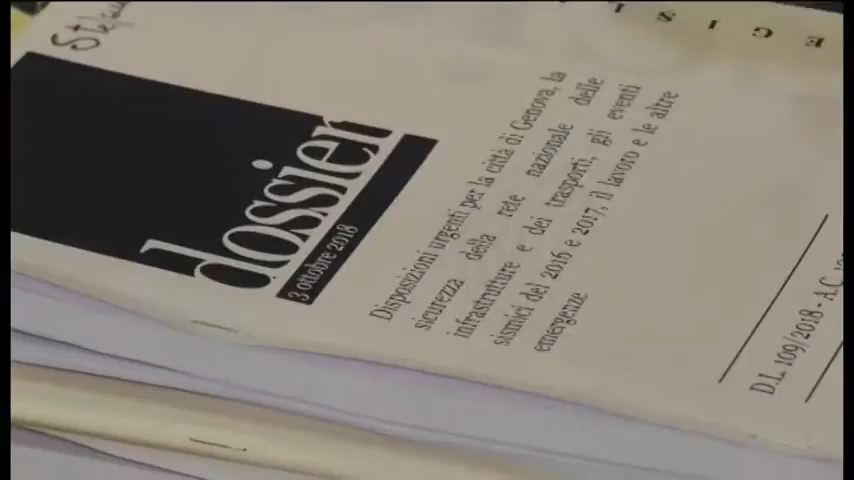 dossier
3 ottobre 2018
Disposizioni urgenti per la città di Genova, la
sicurezza della rete nazionale delle
infrastrutture e dei trasporti, gli eventi
sismici del 2016 e 2017, il lavoro e le altre
emergenze
D.L. 109/2018 - A.C.